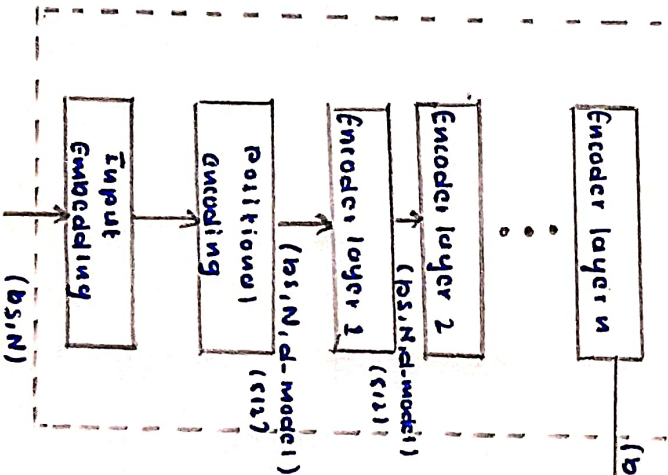 Encoder layer n
Encoder layer 2
(bs,N,d-model)
(512)
Encoder layer 1
(bs,N,d-model)
(512)
Positional
encoding
Input
Embedding
(bs,N)
(b